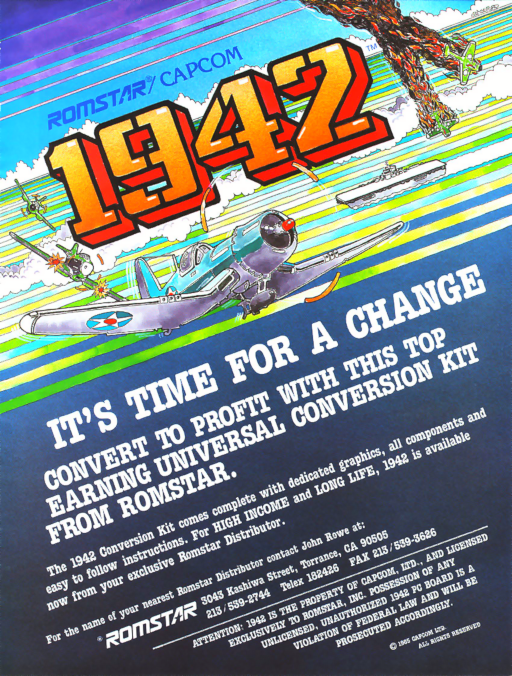 ROMSTAR/CAPCOM
1942™
IT'S TIME FOR A CHANGE
CONVERT TO PROFIT WITH THIS TOP
EARNING UNIVERSAL CONVERSION KIT
FROM ROMSTAR.
The 1942 Conversion Kit comes complete with dedicated graphics, all components and
easy to follow instructions. For HIGH INCOME and LONG LIFE, 1942 is available
now from your exclusive Romstar Distributor.
For the name of your nearest Romstar Distributor contact John Rowe at:
ROMSTAR 3043 Kashiwa Street, Torrance, CA 90505
213/539-2744 Telex 182426 FAX 213/539-3626
ATTENTION: 1942 IS THE PROPERTY OF CAPCOM, LTD., AND LICENSED
EXCLUSIVELY TO ROMSTAR, INC. POSSESSION OF ANY
UNLICENSED, UNAUTHORIZED 1942 PC BOARD IS A
VIOLATION OF FEDERAL LAW AND WILL BE
PROSECUTED ACCORDINGLY.
© 1985 CAPCOM LTD.
ALL RIGHTS RESERVED